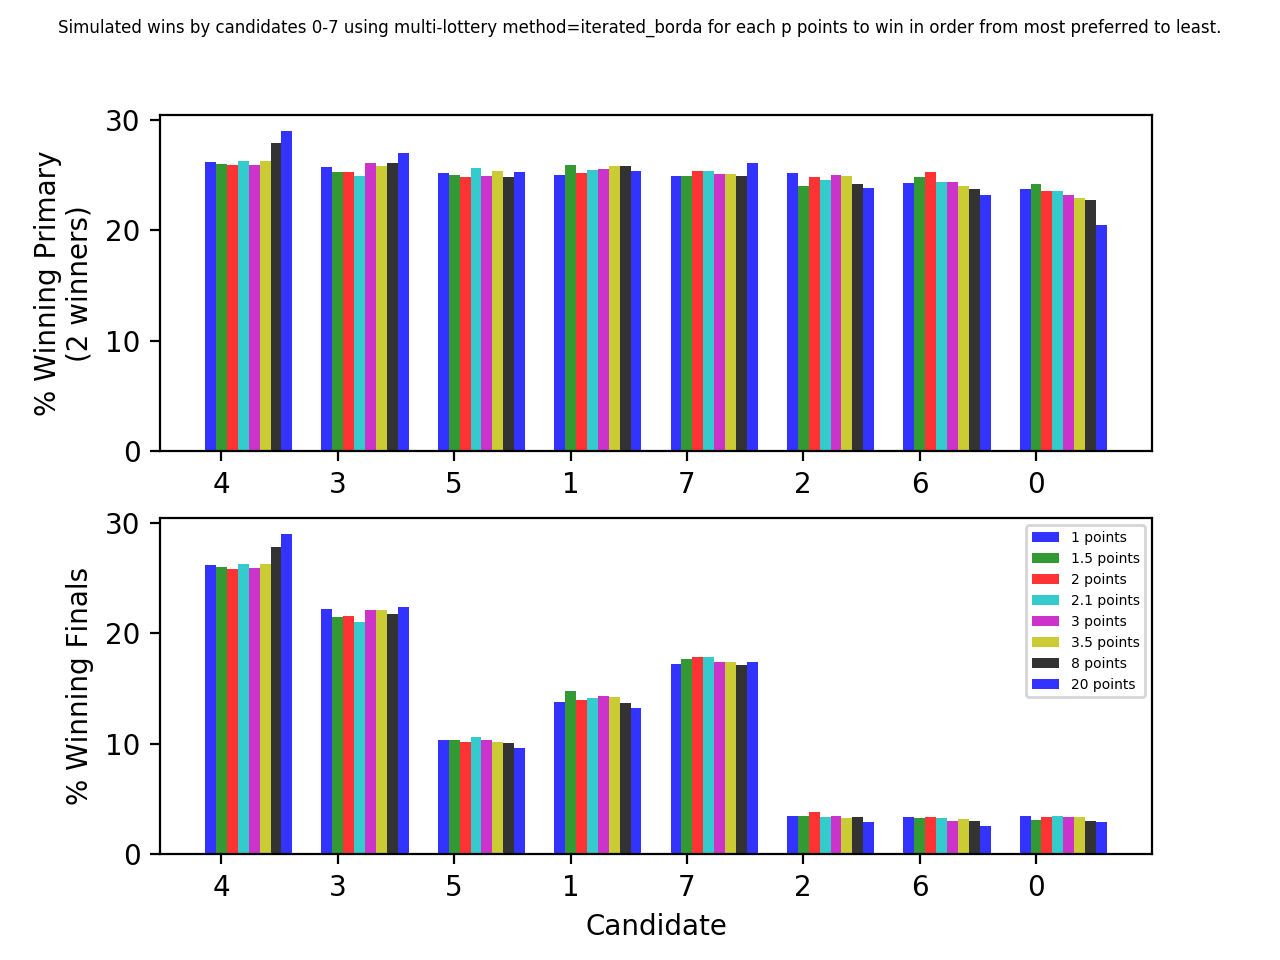 Simulated wins by candidates 0-7 using multi-lottery method=iterated_borda for each p points to win in order from most preferred to least.
% Winning Primary
(2 winners)
30
20
10
0
4 3 5 1 7 2 6 0
% Winning Finals
30
20
10
0
1 points
1.5 points
2 points
2.1 points
3 points
3.5 points
8 points
20 points
4 3 5 1 7 2 6 0
Candidate